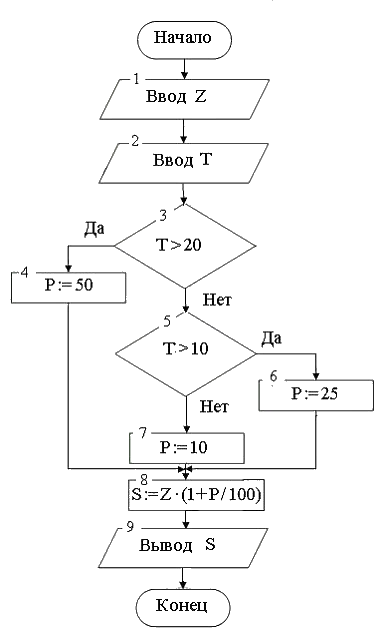 Начало
1
Ввод Z
2
Ввод T
3
T>20
Да
Нет
4
P:=50
5
T>10
Да
Нет
6
P:=25
7
P:=10
8
S:=Z·(1+P/100)
9
Вывод S
Конец